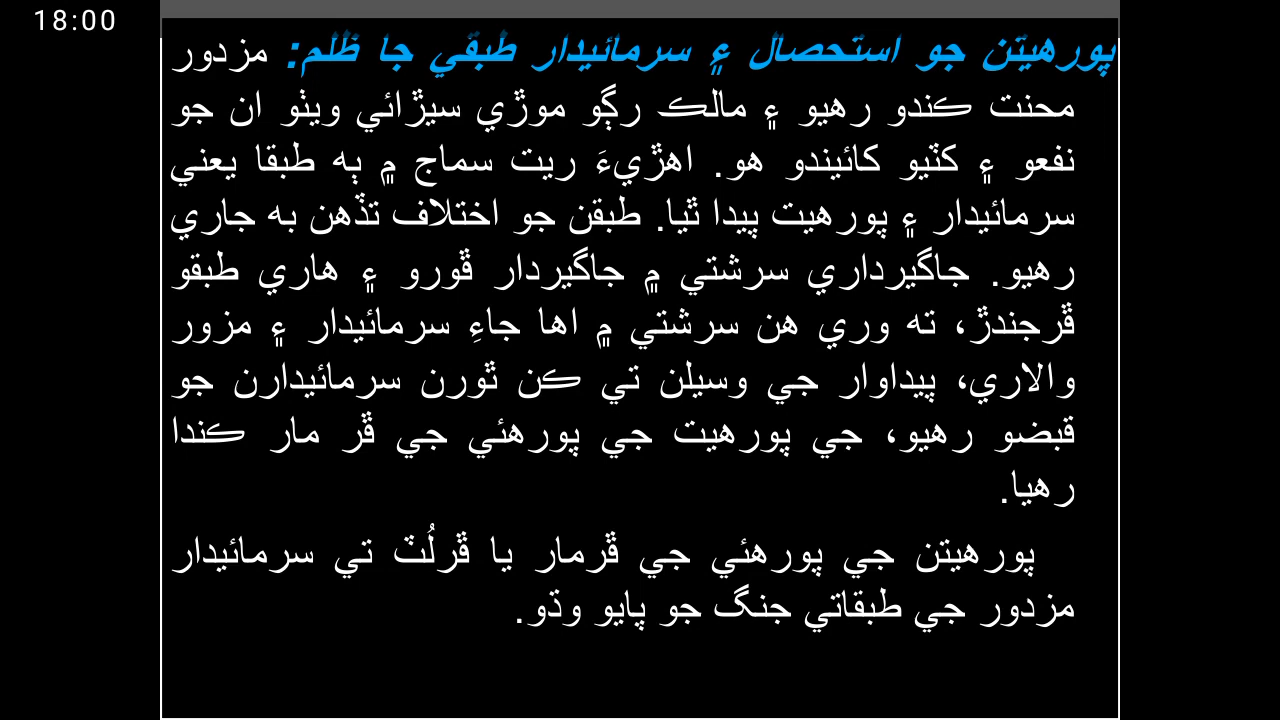 18:00
پورهيتن جو استحصال ۽ سرمائيدار طبقي جا ظلم: مزدور
محنت ڪندو رهيو ۽ مالڪ رڳو موڙي سيڙائي ويٺو ان جو
نفعو ۽ کٽيو کائيندو هو. اهڙيءَ ريت سماج ۾ ٻه طبقا يعني
سرمائيدار ۽ پورهيت پيدا ٿيا. طبقن جو اختلاف تڏهن به جاري
رهيو. جاگيرداري سرشتي ۾ جاگيردار ڦورو ۽ هاري طبقو
ڦرجندڙ، ته وري هن سرشتي ۾ اها جاءِ سرمائيدار ۽ مزور
والاري، پيداوار جي وسيلن تي ڪن ٿورن سرمائيدارن جو
قبضو رهيو، جي پورهيت جي پورهئي جي ڦر مار ڪندا
رهيا.
پورهيتن جي پورهئي جي ڦرمار يا ڦرلُٽ تي سرمائيدار
مزدور جي طبقاتي جنگ جو پايو وڌو.